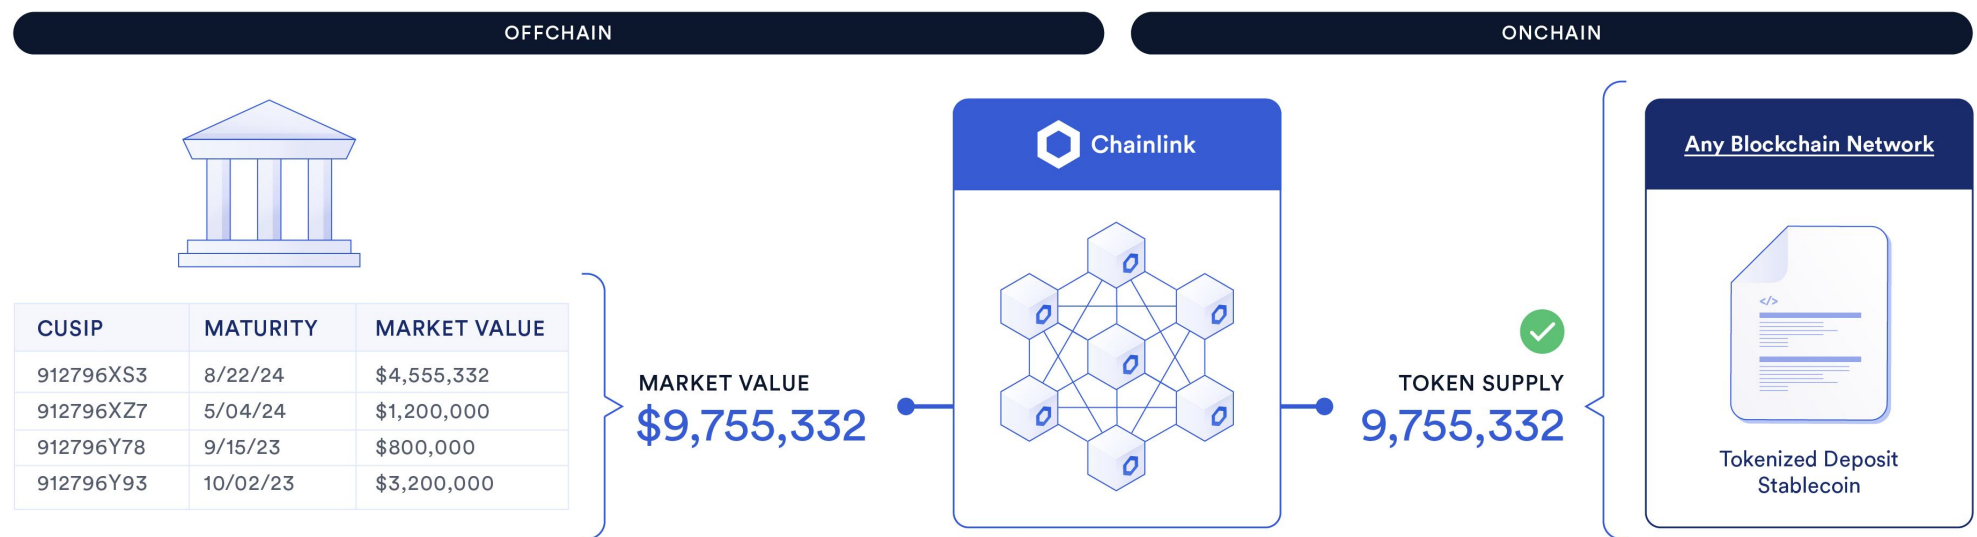 OFFCHAIN
ONCHAIN
Chainlink
Any Blockchain Network
CUSIP MATURITY MARKET VALUE
912796XS3 8/22/24 $4,555,332
912796XZ7 5/04/24 $1,200,000
912796Y78 9/15/23 $800,000
912796Y93 10/02/23 $3,200,000
MARKET VALUE
$9,755,332
TOKEN SUPPLY
9,755,332
</>
Tokenized Deposit
Stablecoin